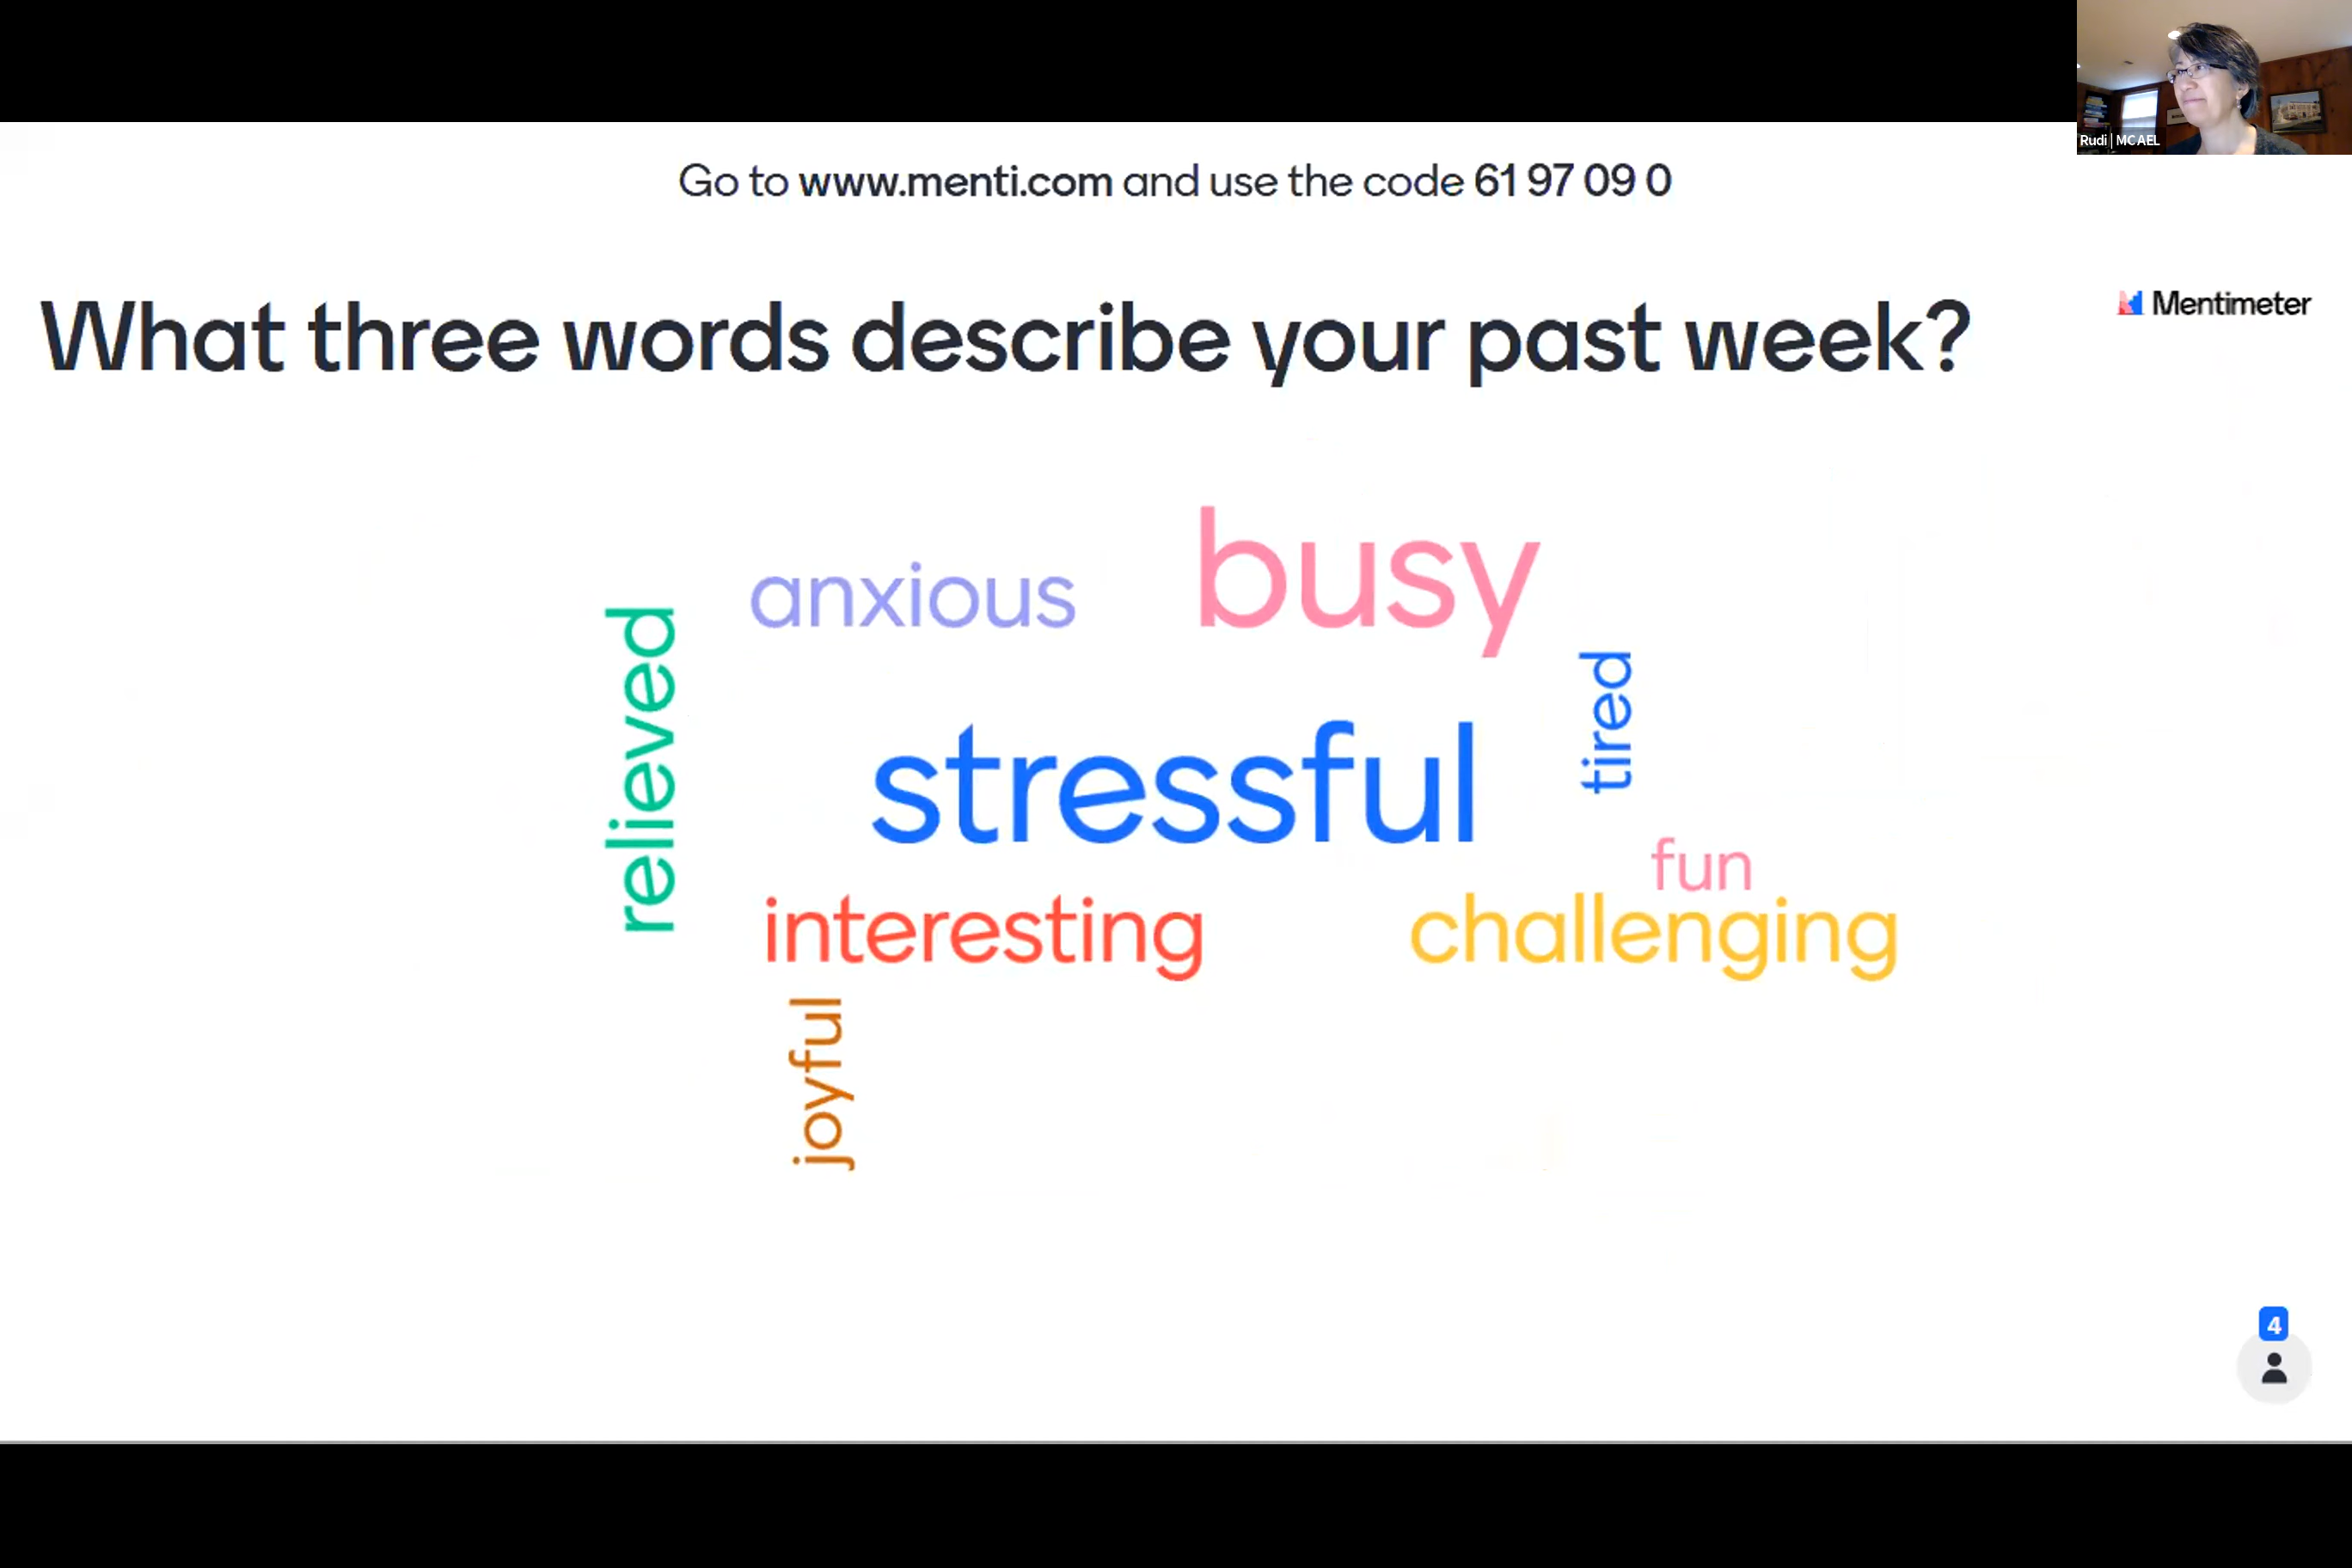 Rudi | MCAEL
Go to www.menti.com and use the code 61 97 09 0
What three words describe your past week?
Mentimeter
busy
anxious
relieved
tired
stressful
fun
interesting
challenging
joyful
4